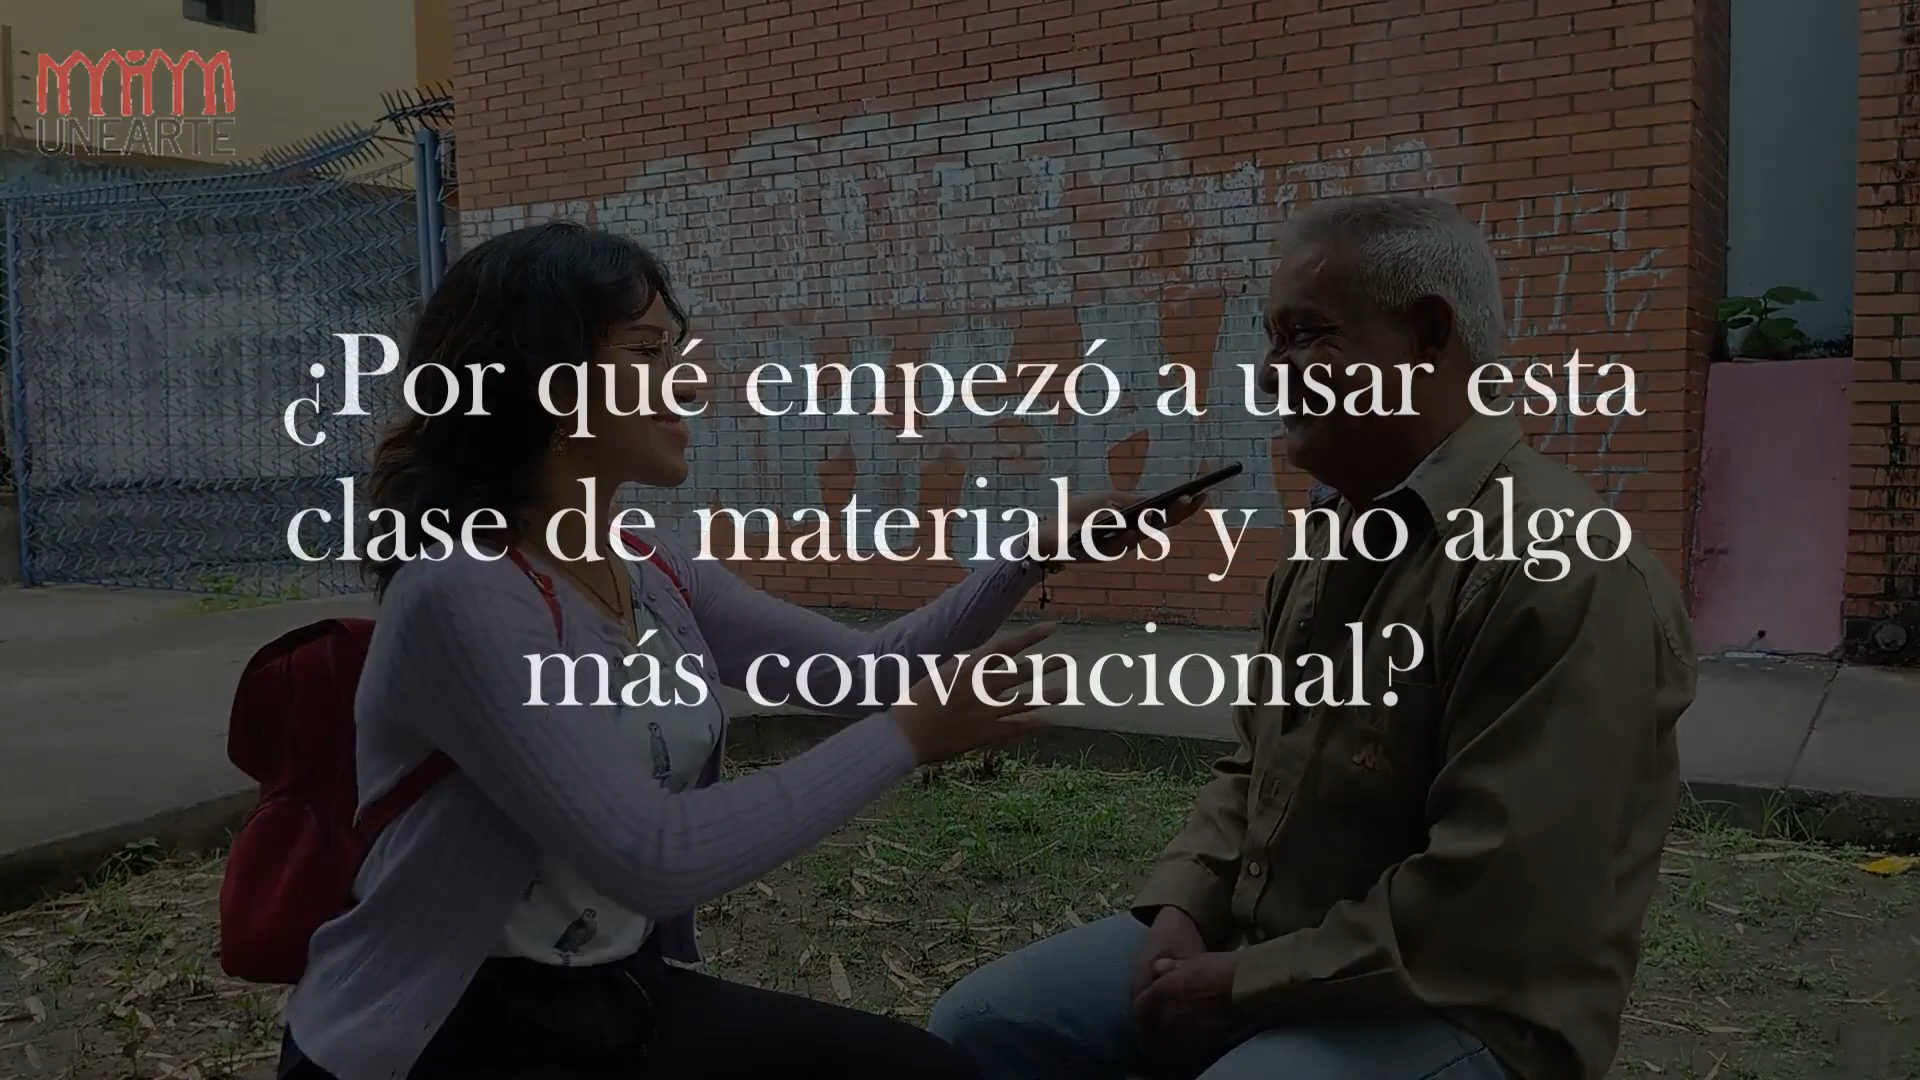 UNEARTE
¿Por qué empezó a usar esta
clase de materiales y no algo
más convencional?